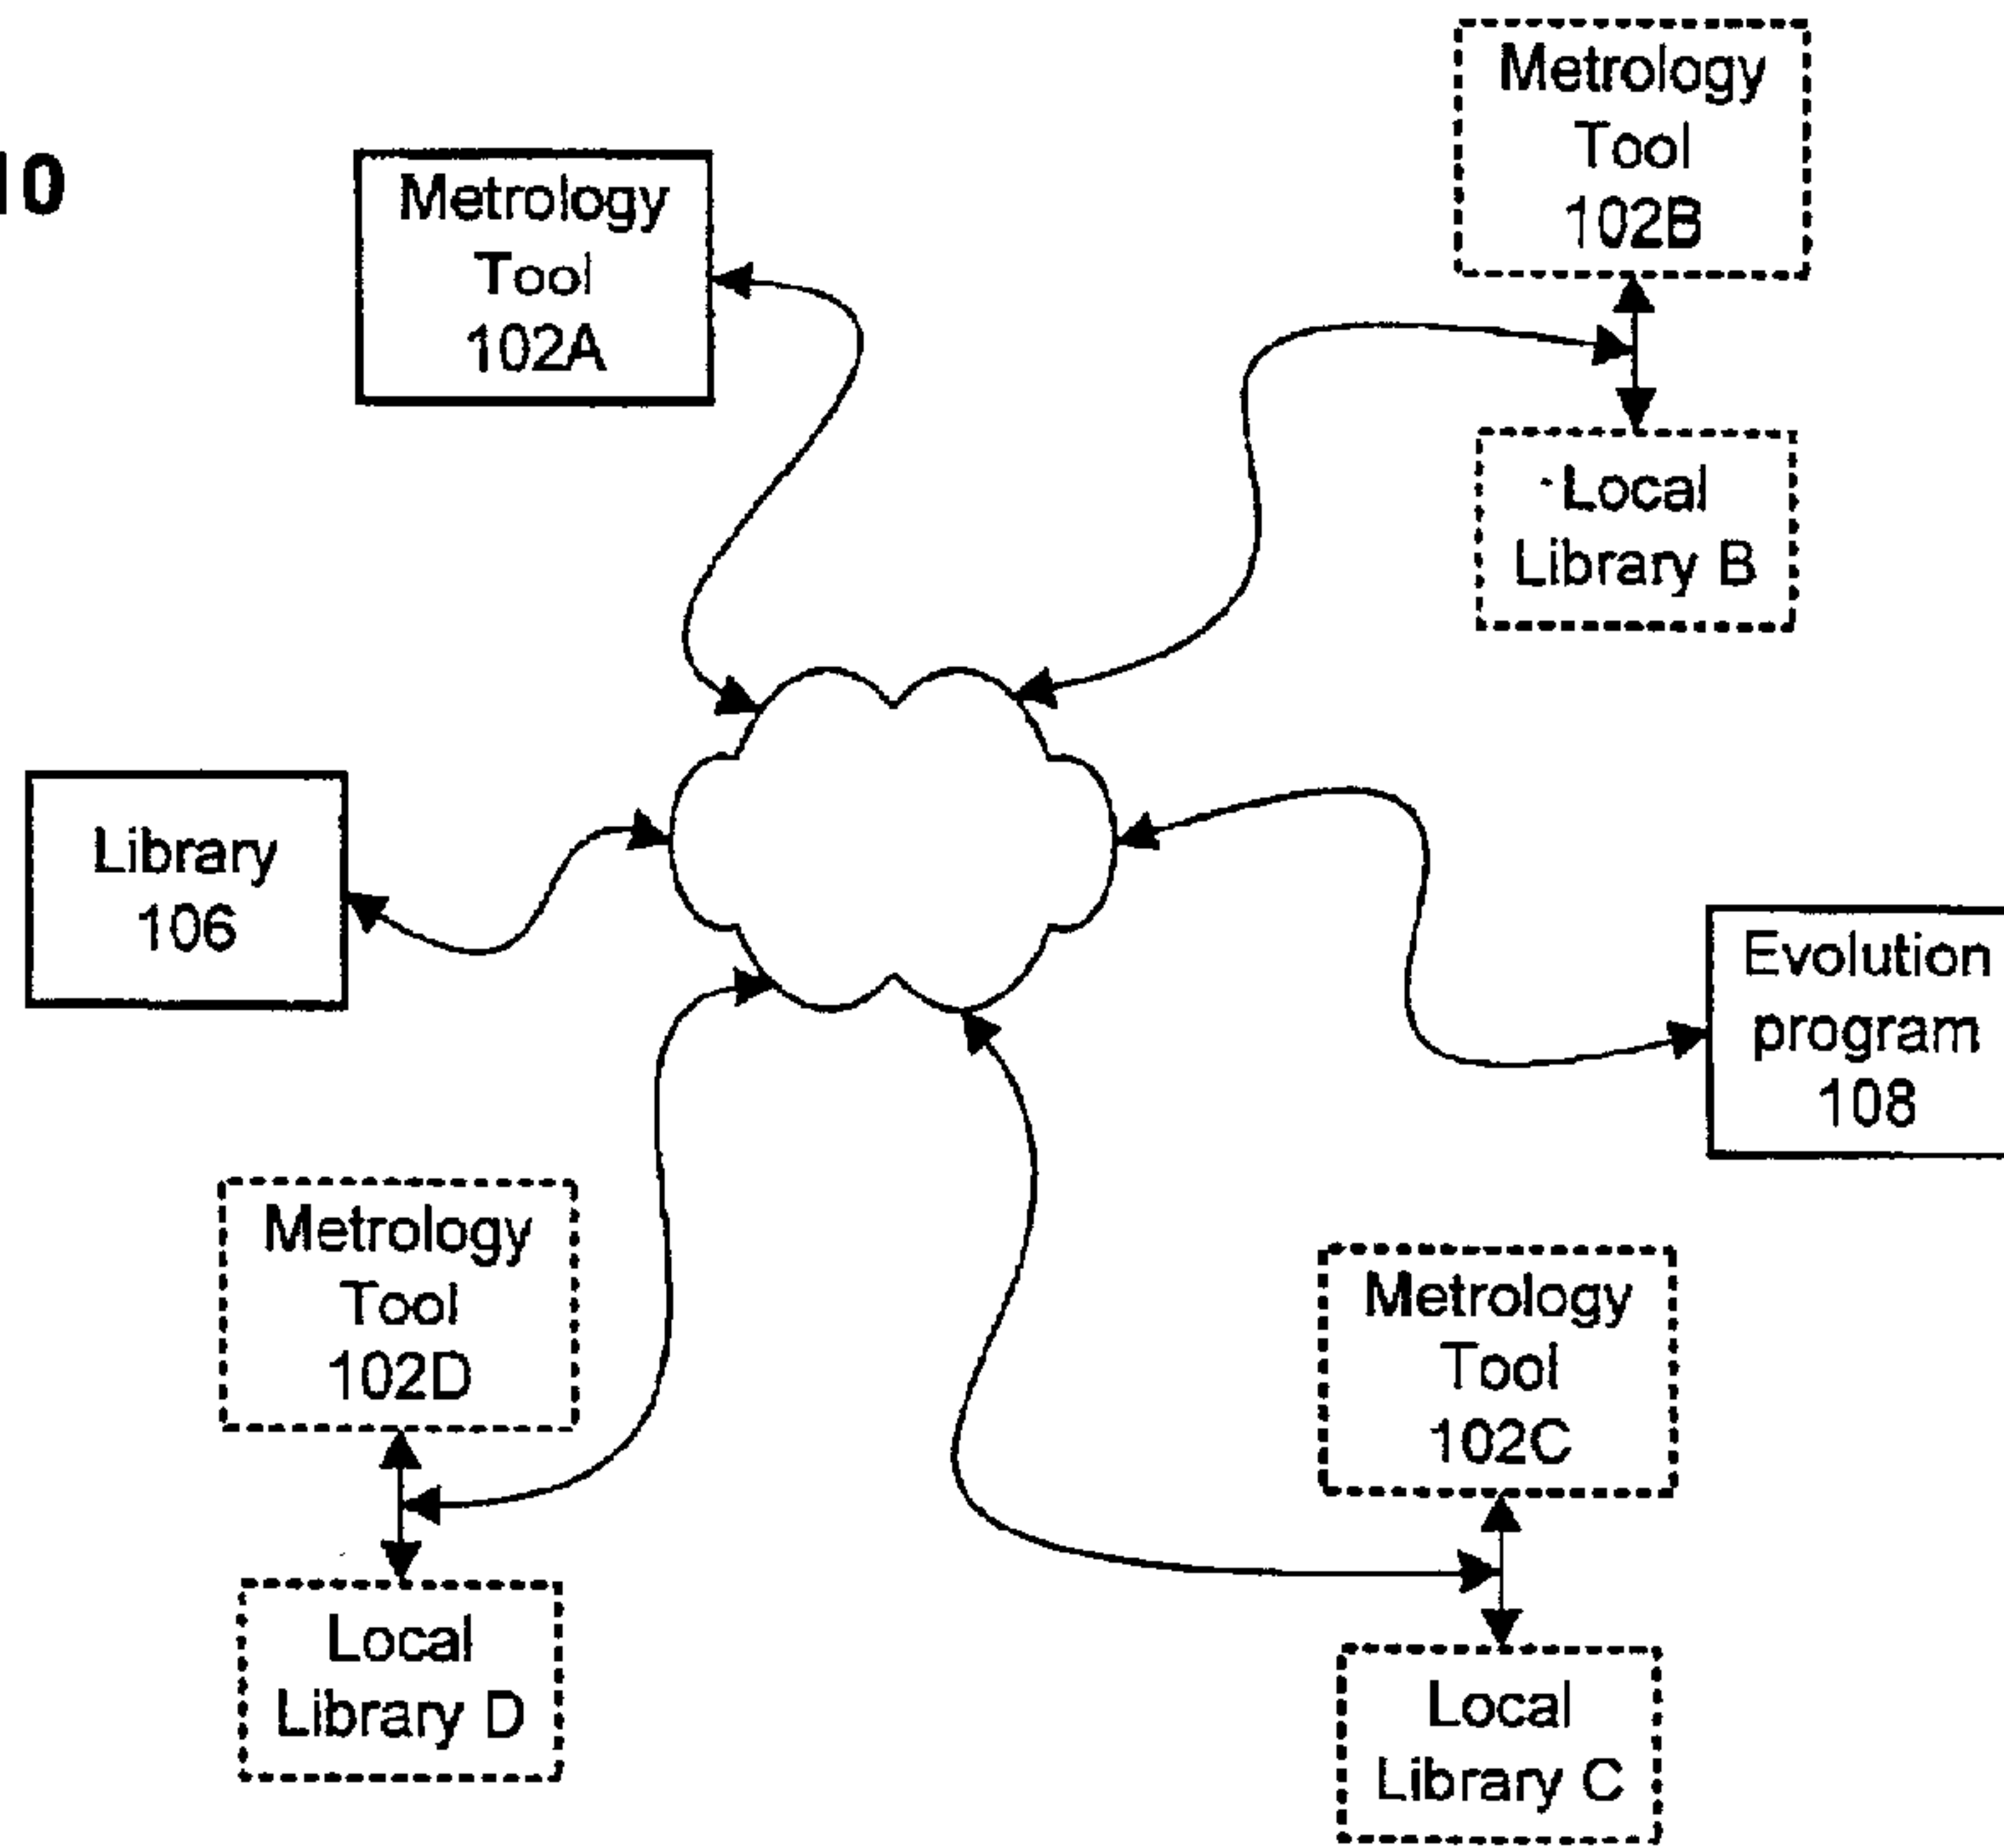 10
Metrology
Tool
102A
Metrology
Tool
102B
Local
Library B
Library
106
Evolution
program
108
Metrology
Tool
102D
Local
Library D
Metrology
Tool
102C
Local
Library C